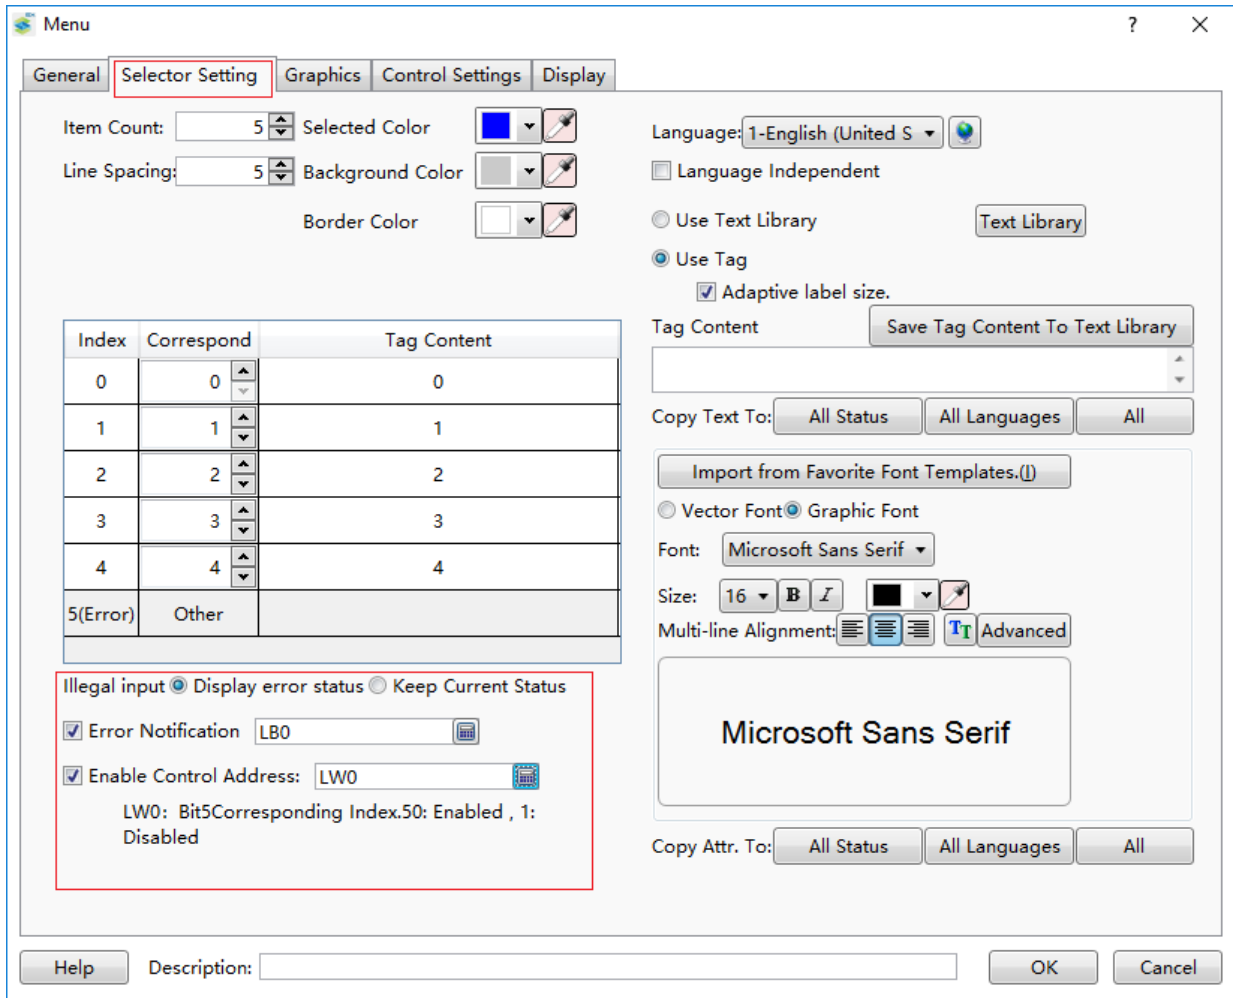 Menu
?
General
Selector Setting
Graphics
Control Settings
Display
Item Count: 5
Selected Color
Line Spacing: 5
Background Color
Border Color
Index Correspond Tag Content
0 0 0
1 1 1
2 2 2
3 3 3
4 4 4
5(Error) Other
Illegal input Display error status Keep Current Status
Error Notification LB0
Enable Control Address: LW0
LW0: Bit5Corresponding Index.50: Enabled , 1:
Disabled
Language: 1-English (United S
Language Independent
Use Text Library Text Library
Use Tag
Adaptive label size.
Tag Content Save Tag Content To Text Library
Copy Text To: All Status All Languages All
Import from Favorite Font Templates.(I)
Vector Font Graphic Font
Font: Microsoft Sans Serif
Size: 16 B I
Multi-line Alignment: TT Advanced
Microsoft Sans Serif
Copy Attr. To: All Status All Languages All
Help Description: OK Cancel